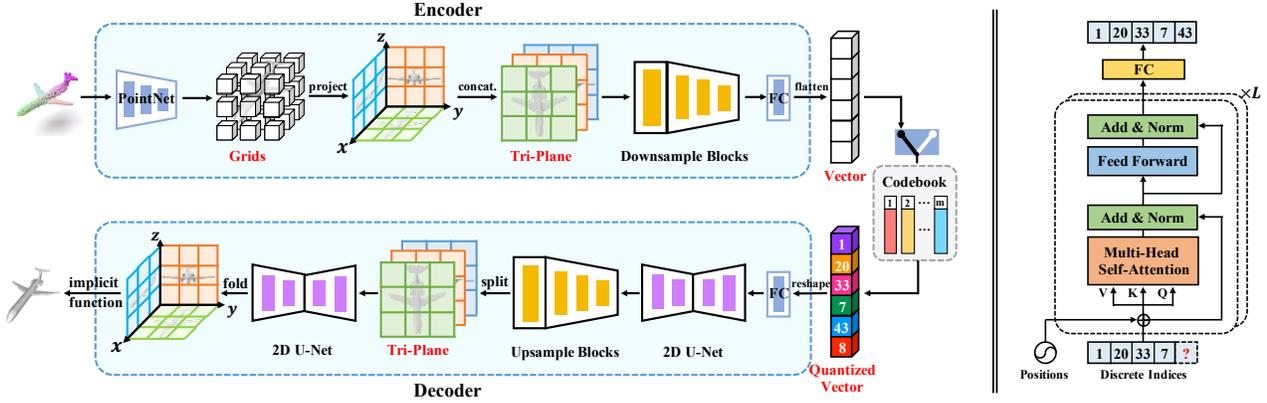 Encoder
PointNet
Grids
project
z
y
x
concat.
Tri-Plane
Downsample Blocks
FC
flatten
Vector
Codebook
1 2 ... m
Decoder
implicit
function
z
y
x
fold
2D U-Net
Tri-Plane
split
Upsample Blocks
2D U-Net
FC
reshape
1
20
33
7
43
8
Quantized
Vector
1 20 33 7 43
FC
×L
Add & Norm
Feed Forward
Add & Norm
Multi-Head
Self-Attention
V K Q
Positions
1 20 33 7 ?
Discrete Indices